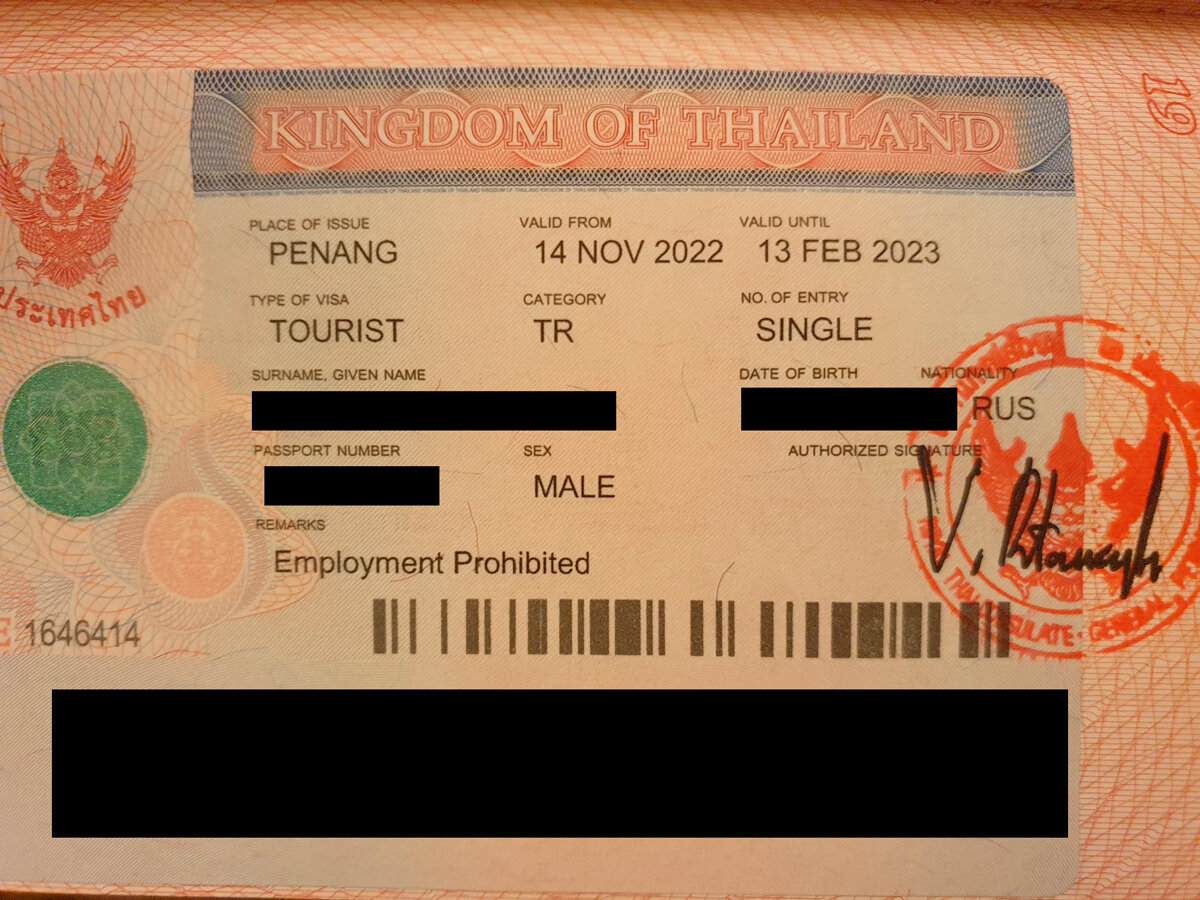 KINGDOM OF THAILAND
ประเทศไทย
19
PLACE OF ISSUE VALID FROM VALID UNTIL
PENANG 14 NOV 2022 13 FEB 2023
TYPE OF VISA CATEGORY NO. OF ENTRY
TOURIST TR SINGLE
SURNAME, GIVEN NAME DATE OF BIRTH NATIONALITY
RUS
PASSPORT NUMBER SEX AUTHORIZED SIGNATURE
MALE
REMARKS
Employment Prohibited
E 1646414
CONSULATE-GENERAL